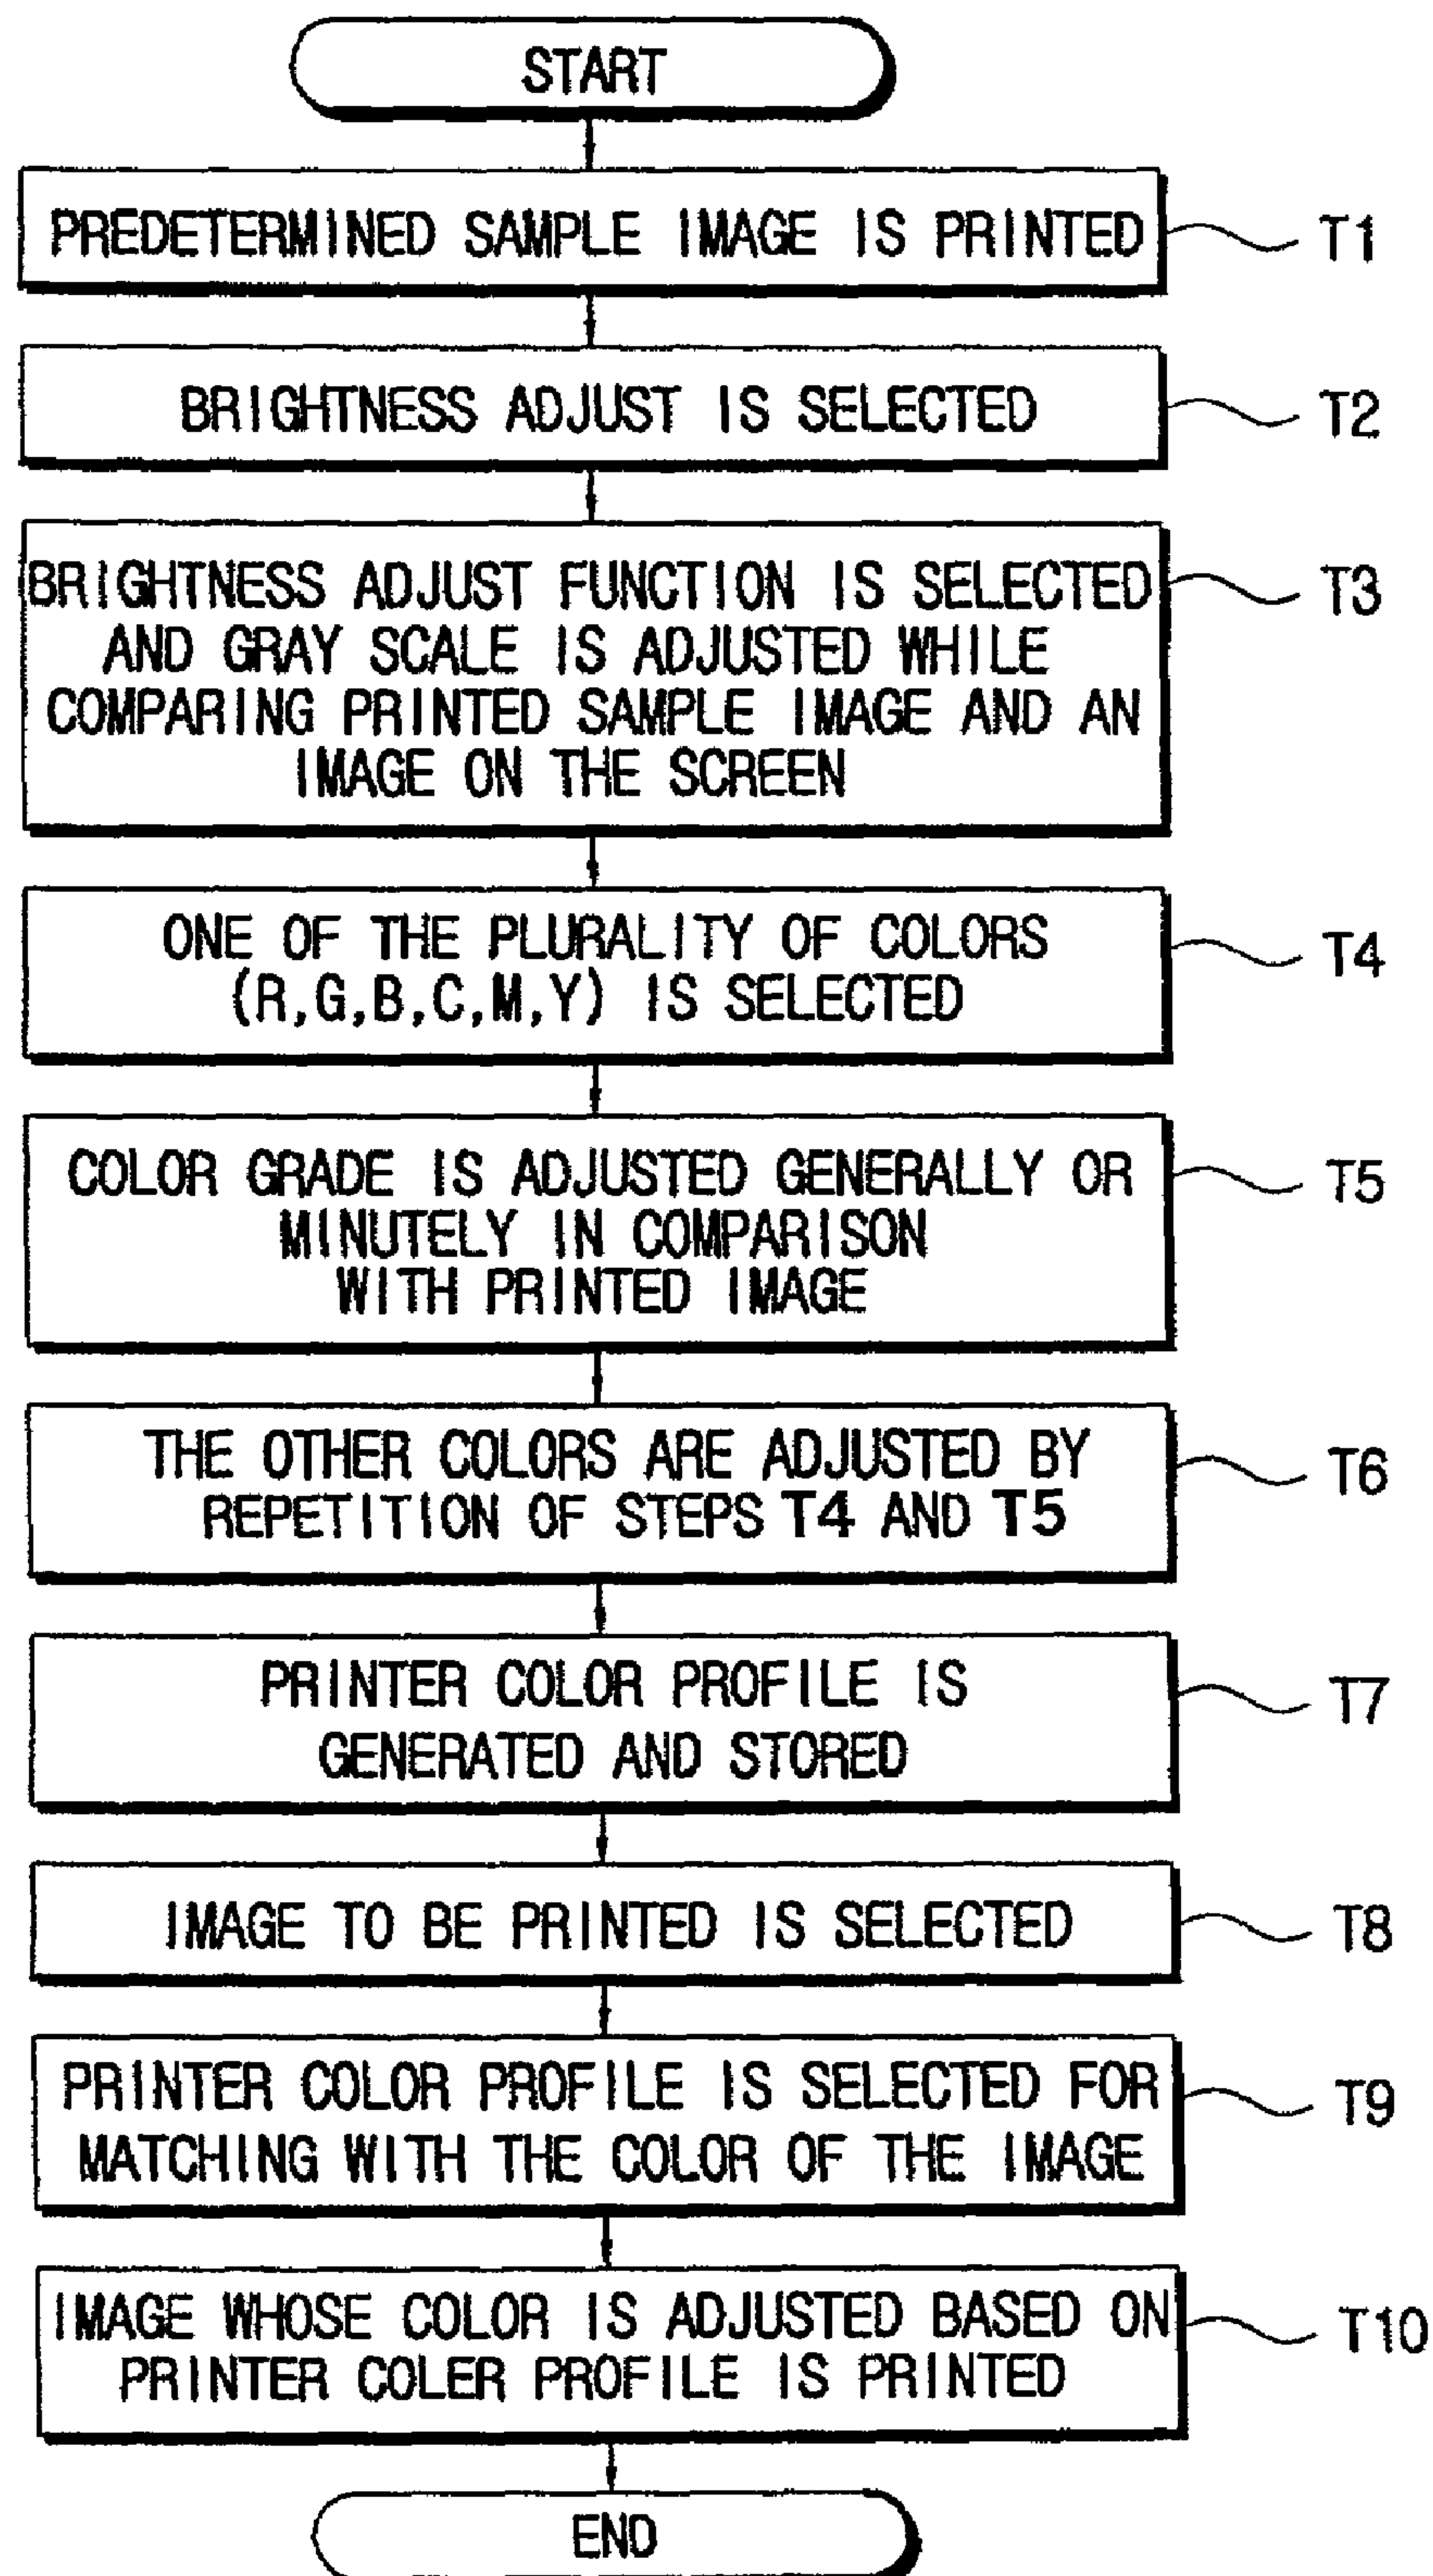 START
PREDETERMINED SAMPLE IMAGE IS PRINTED
T1
BRIGHTNESS ADJUST IS SELECTED
T2
BRIGHTNESS ADJUST FUNCTION IS SELECTED
AND GRAY SCALE IS ADJUSTED WHILE
COMPARING PRINTED SAMPLE IMAGE AND AN
IMAGE ON THE SCREEN
T3
ONE OF THE PLURALITY OF COLORS
(R,G,B,C,M,Y) IS SELECTED
T4
COLOR GRADE IS ADJUSTED GENERALLY OR
MINUTELY IN COMPARISON
WITH PRINTED IMAGE
T5
THE OTHER COLORS ARE ADJUSTED BY
REPETITION OF STEPS T4 AND T5
T6
PRINTER COLOR PROFILE IS
GENERATED AND STORED
T7
IMAGE TO BE PRINTED IS SELECTED
T8
PRINTER COLOR PROFILE IS SELECTED FOR
MATCHING WITH THE COLOR OF THE IMAGE
T9
IMAGE WHOSE COLOR IS ADJUSTED BASED ON
PRINTER COLER PROFILE IS PRINTED
T10
END